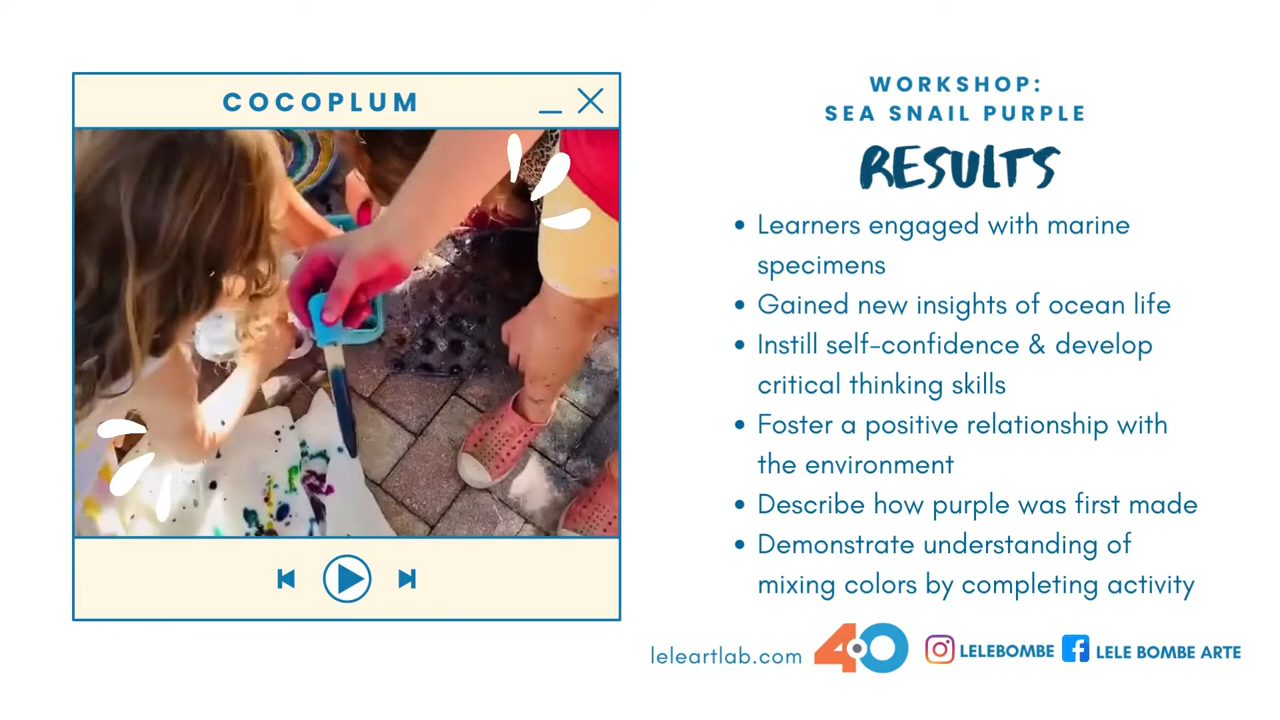 COCOPLUM
WORKSHOP:
SEA SNAIL PURPLE
RESULTS
• Learners engaged with marine
specimens
• Gained new insights of ocean life
• Instill self-confidence & develop
critical thinking skills
• Foster a positive relationship with
the environment
• Describe how purple was first made
• Demonstrate understanding of
mixing colors by completing activity
leleartlab.com 40 LELEBOMBE LELE BOMBE ARTE